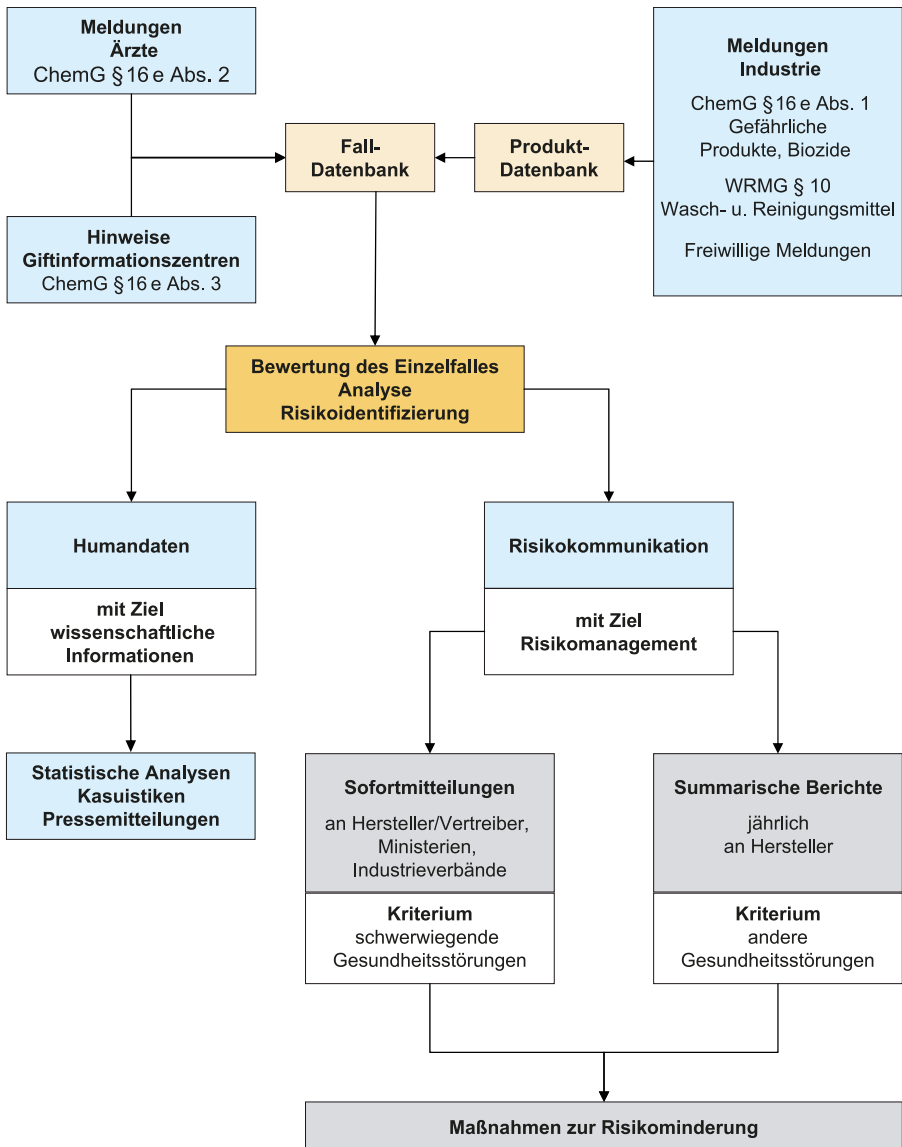 Meldungen
Ärzte
ChemG § 16 e Abs. 2
Meldungen
Industrie
ChemG § 16 e Abs. 1
Gefährliche
Produkte, Biozide
WRMG § 10
Wasch- u. Reinigungsmittel
Freiwillige Meldungen
Fall-
Datenbank
Produkt-
Datenbank
Hinweise
Giftinformationszentren
ChemG § 16 e Abs. 3
Bewertung des Einzelfalles
Analyse
Risikoidentifizierung
Humandaten
mit Ziel
wissenschaftliche
Informationen
Risikokommunikation
mit Ziel
Risikomanagement
Statistische Analysen
Kasuistiken
Pressemitteilungen
Sofortmitteilungen
an Hersteller/Vertreiber,
Ministerien,
Industrieverbände
Kriterium
schwerwiegende
Gesundheitsstörungen
Summarische Berichte
jährlich
an Hersteller
Kriterium
andere
Gesundheitsstörungen
Maßnahmen zur Risikominderung